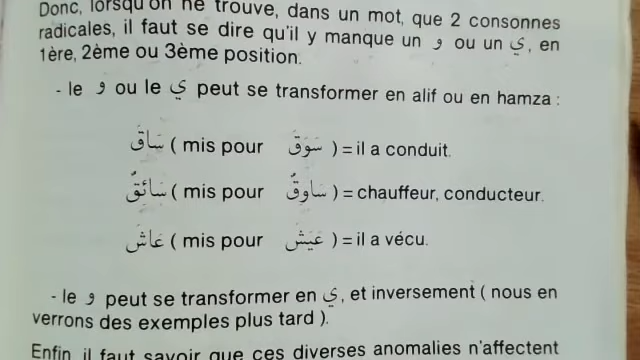 Donc, lorsqu'on ne trouve, dans un mot, que 2 consonnes
radicales, il faut se dire qu'il y manque un و ou un ي, en
1ère, 2ème ou 3ème position.
- le و ou le ي peut se transformer en alif ou en hamza :
سَاقَ ( mis pour سَوَقَ ) = il a conduit.
سَائِقٌ ( mis pour سَاوِقٌ ) = chauffeur, conducteur.
عَاشَ ( mis pour عَيَشَ ) = il a vécu.
- le و peut se transformer en ي, et inversement ( nous en
verrons des exemples plus tard ).
Enfin, il faut savoir que ces diverses anomalies n'affectent